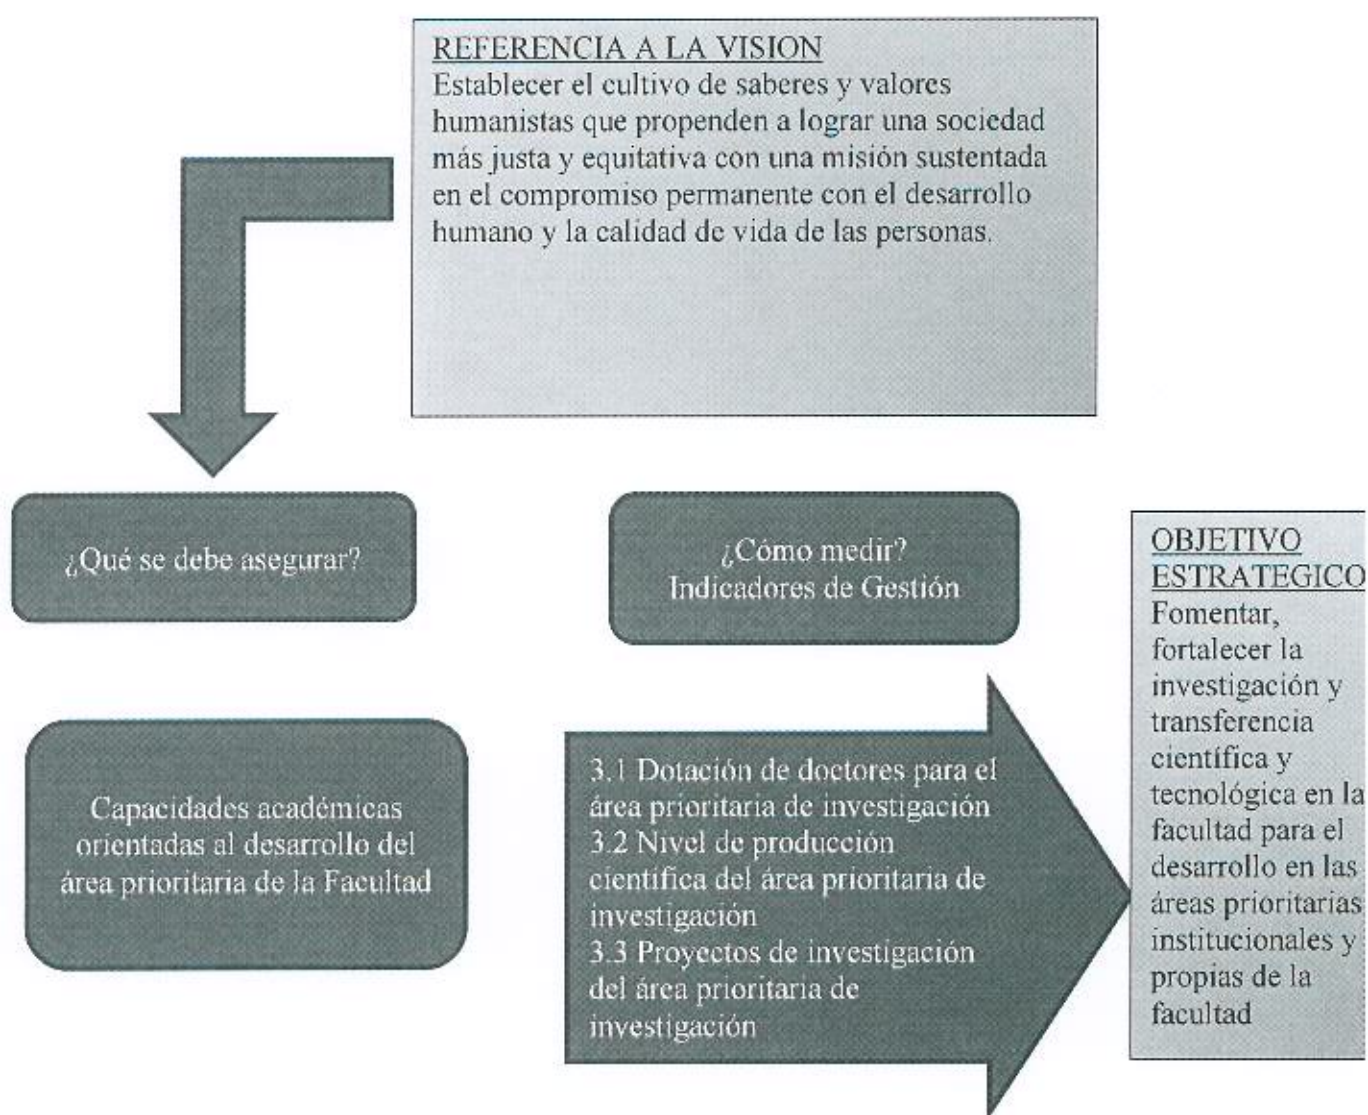 REFERENCIA A LA VISION
Establecer el cultivo de saberes y valores
humanistas que propenden a lograr una sociedad
más justa y equitativa con una misión sustentada
en el compromiso permanente con el desarrollo
humano y la calidad de vida de las personas.
¿Qué se debe asegurar?
¿Cómo medir?
Indicadores de Gestión
Capacidades académicas
orientadas al desarrollo del
área prioritaria de la Facultad
3.1 Dotación de doctores para el
área prioritaria de investigación
3.2 Nivel de producción
científica del área prioritaria de
investigación
3.3 Proyectos de investigación
del área prioritaria de
investigación
OBJETIVO
ESTRATEGICO
Fomentar,
fortalecer la
investigación y
transferencia
científica y
tecnológica en la
facultad para el
desarrollo en las
áreas prioritarias
institucionales y
propias de la
facultad